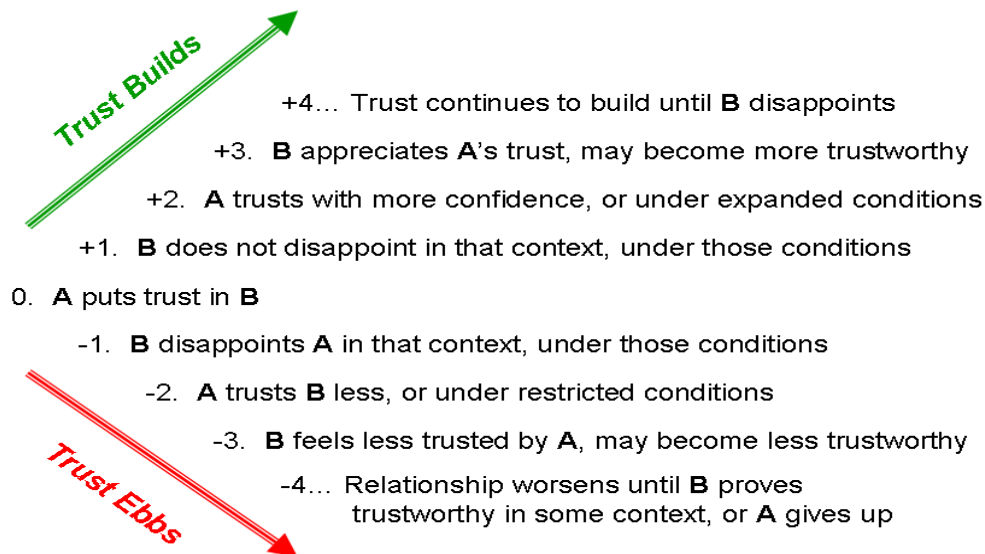 Trust Builds
+4... Trust continues to build until B disappoints
+3. B appreciates A's trust, may become more trustworthy
+2. A trusts with more confidence, or under expanded conditions
+1. B does not disappoint in that context, under those conditions
0. A puts trust in B
-1. B disappoints A in that context, under those conditions
-2. A trusts B less, or under restricted conditions
-3. B feels less trusted by A, may become less trustworthy
-4... Relationship worsens until B proves
trustworthy in some context, or A gives up
Trust Ebbs